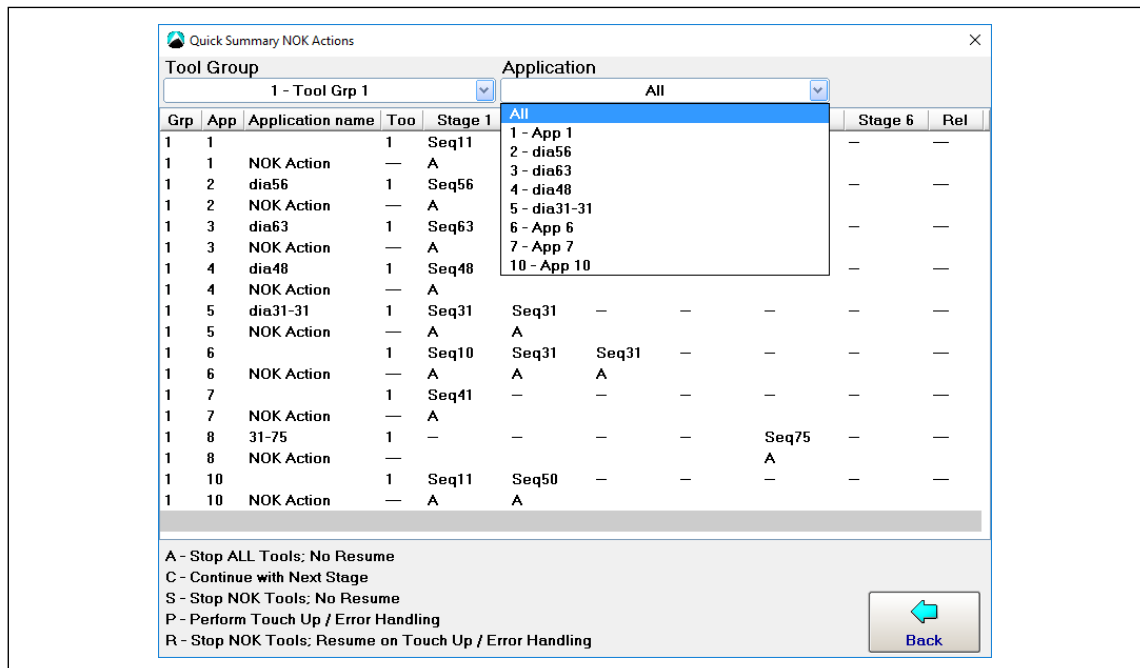 Quick Summary NOK Actions
Tool Group Application
1 - Tool Grp 1 All
Grp App Application name Too Stage 1 Stage 6 Rel
All
1 - App 1
2 - dia56
3 - dia63
4 - dia48
5 - dia31-31
6 - App 6
7 - App 7
10 - App 10
1 1 1 Seq11 — —
1 1 NOK Action — A
1 2 dia56 1 Seq56 — —
1 2 NOK Action — A
1 3 dia63 1 Seq63 — —
1 3 NOK Action — A
1 4 dia48 1 Seq48 — —
1 4 NOK Action — A
1 5 dia31-31 1 Seq31 Seq31 — — — — —
1 5 NOK Action — A A
1 6 1 Seq10 Seq31 Seq31 — — — —
1 6 NOK Action — A A A
1 7 1 Seq41 — — — — — —
1 7 NOK Action — A
1 8 31-75 1 — — — — Seq75 — —
1 8 NOK Action — A
1 10 1 Seq11 Seq50 — — — — —
1 10 NOK Action — A A
A - Stop ALL Tools; No Resume
C - Continue with Next Stage
S - Stop NOK Tools; No Resume
P - Perform Touch Up / Error Handling
R - Stop NOK Tools; Resume on Touch Up / Error Handling
Back